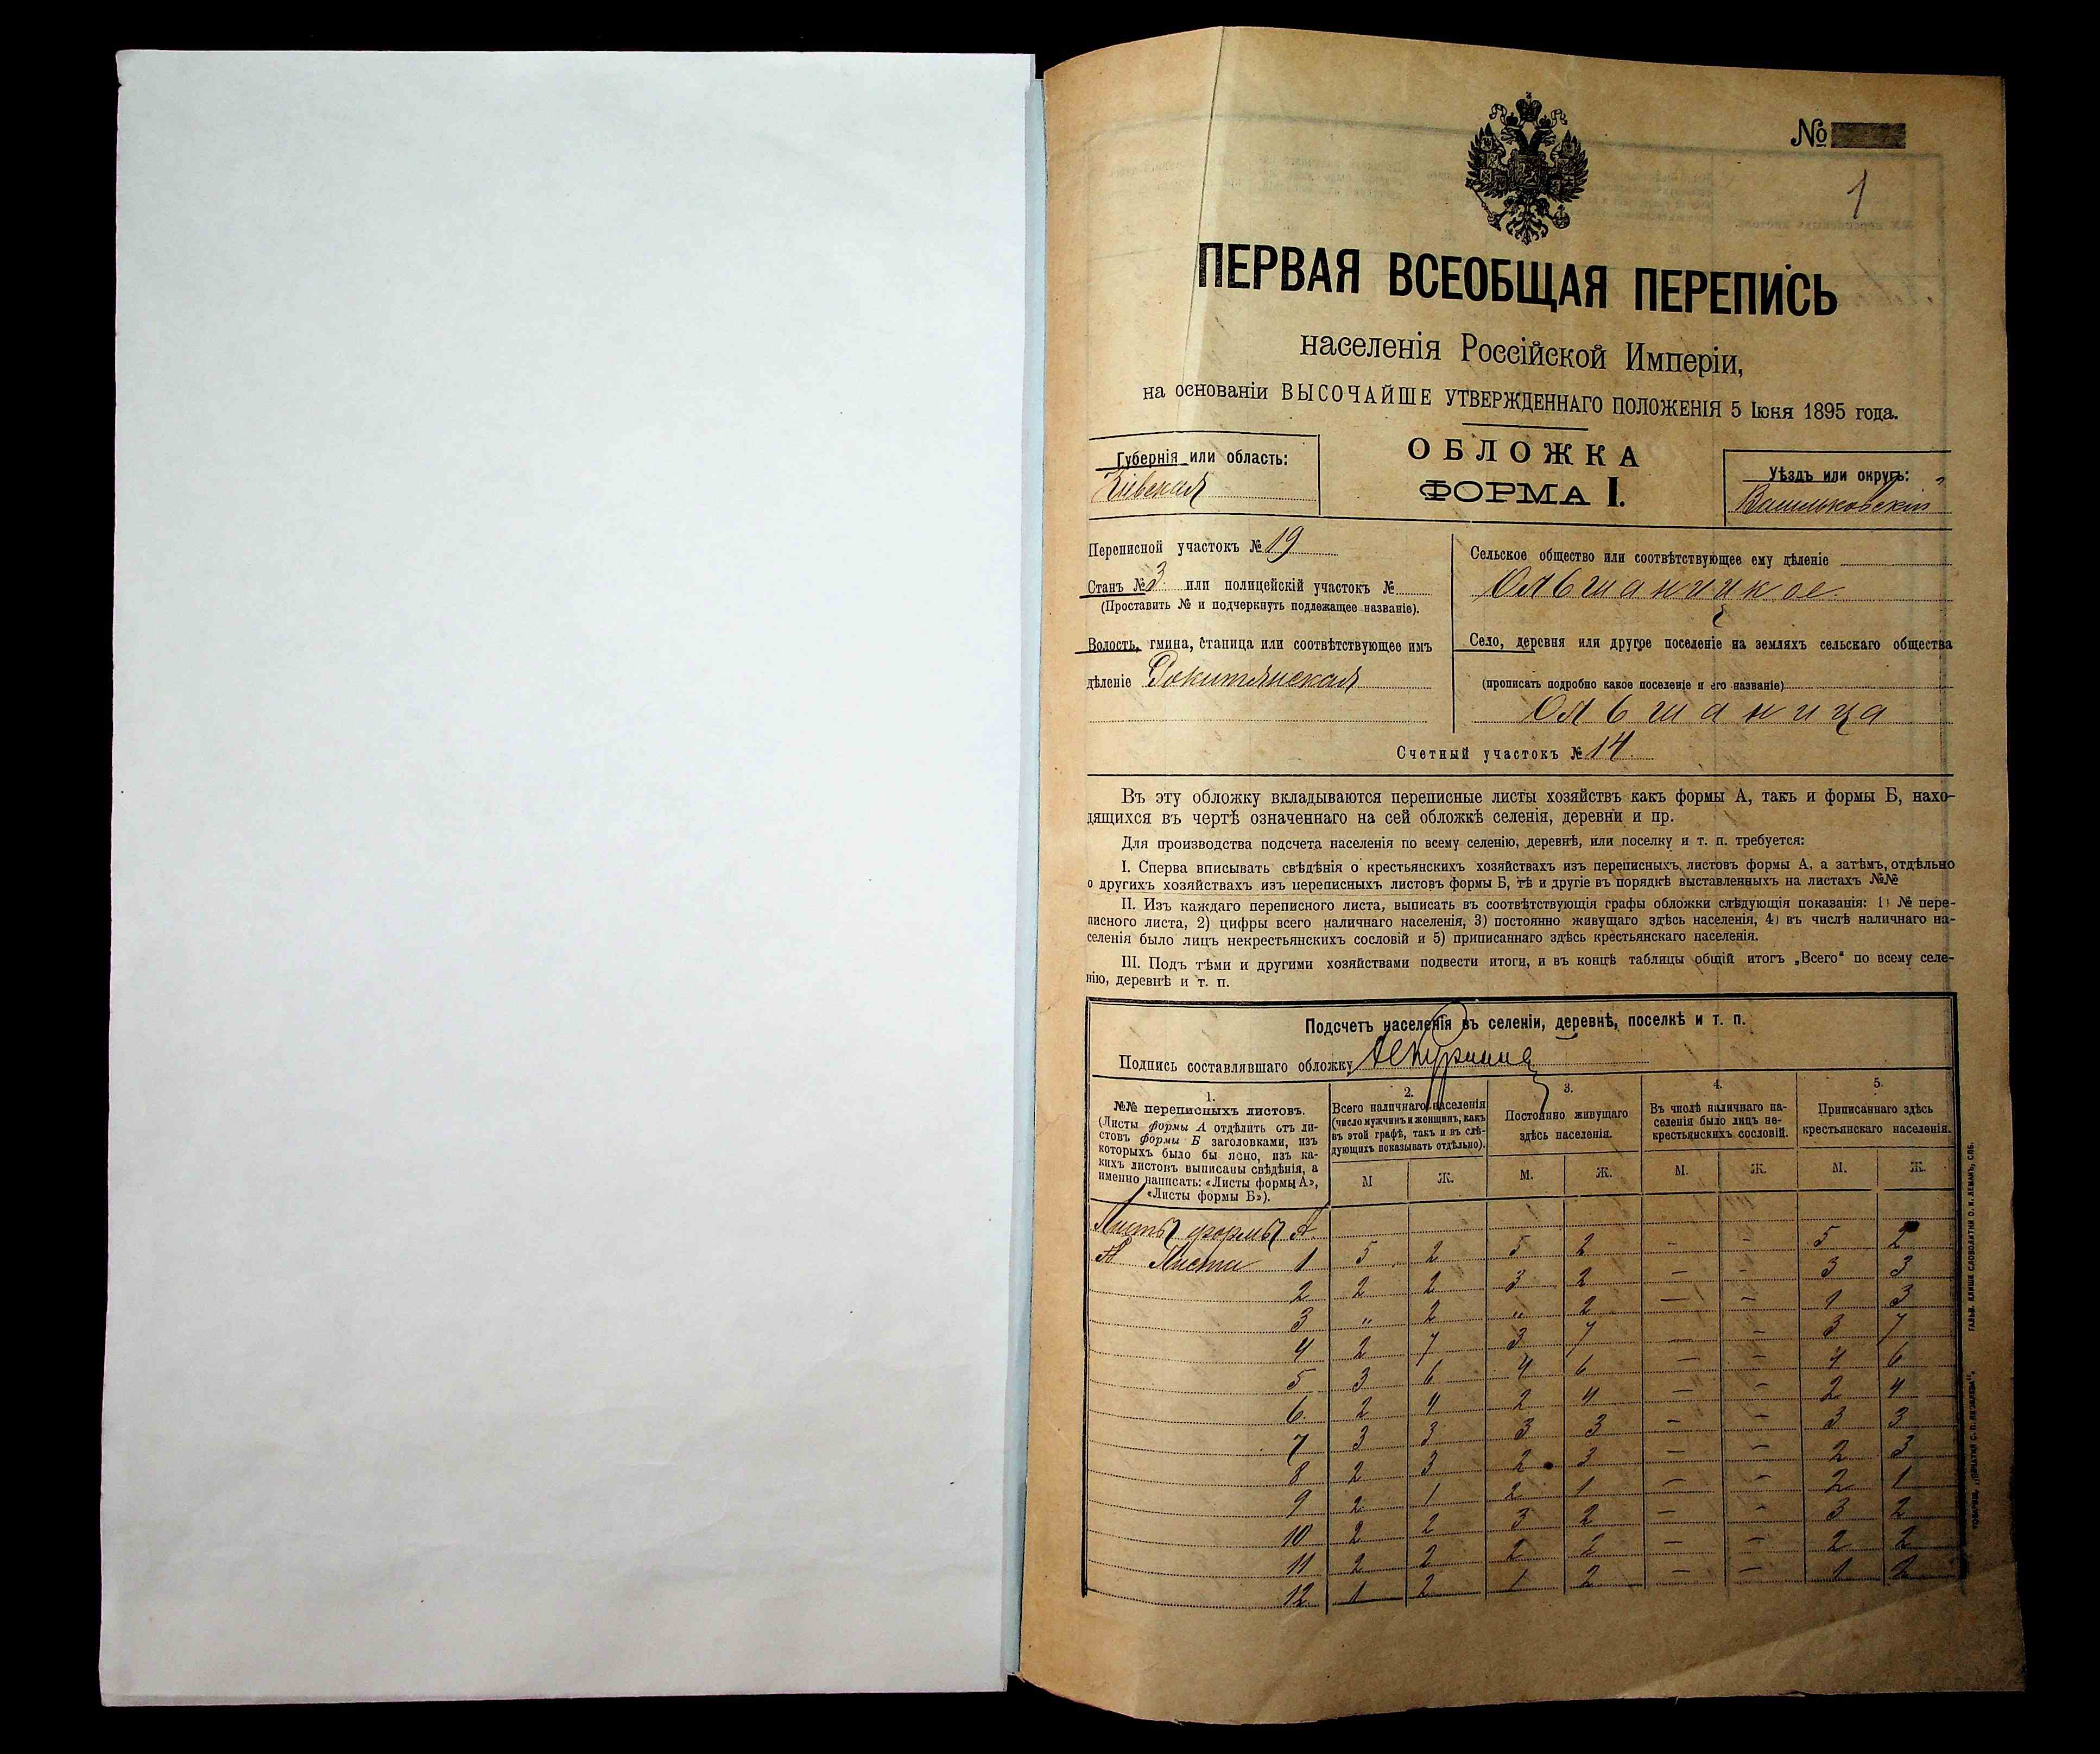 №
1
ПЕРВАЯ ВСЕОБЩАЯ ПЕРЕПИСЬ
населенія Россійской Имперіи,
на основаніи ВЫСОЧАЙШЕ УТВЕРЖДЕННАГО ПОЛОЖЕНІЯ 5 Іюня 1895 года.
ОБЛОЖКА
ФОРМА I.
Губернія или область:
Кіевская
Уѣздъ или округъ:
Васильковскій
Переписной участокъ № 19
Станъ № 3 или полицейскій участокъ №
(Проставить № и подчеркнуть подлежащее названіе).
Волость, гмина, станица или соотвѣтствующее имъ
дѣленіе Рокитянская
Сельское общество или соотвѣтствующее ему дѣленіе
Ольшаницкое
Село, деревня или другое поселеніе на земляхъ сельскаго общества
(прописать подробно какое поселеніе и его названіе)
Ольшаница
Счетный участокъ № 14.
Въ эту обложку вкладываются переписные листы хозяйствъ какъ формы А, такъ и формы Б, нахо-
дящихся въ чертѣ означеннаго на сей обложкѣ селенія, деревни и пр.
Для производства подсчета населенія по всему селенію, деревнѣ, или поселку и т. п. требуется:
I. Сперва вписывать свѣдѣнія о крестьянскихъ хозяйствахъ изъ переписныхъ листовъ формы А, а затѣмъ, отдѣльно
о другихъ хозяйствахъ изъ переписныхъ листовъ формы Б, тѣ и другіе въ порядкѣ выставленныхъ на листахъ №№
II. Изъ каждаго переписного листа, выписать въ соотвѣтствующія графы обложки слѣдующія показанія: 1) № пере-
писного листа, 2) цифры всего наличнаго населенія, 3) постоянно живущаго здѣсь населенія, 4) въ числѣ наличнаго на-
селенія было лицъ некрестьянскихъ сословій и 5) приписаннаго здѣсь крестьянскаго населенія.
III. Подъ тѣми и другими хозяйствами подвести итоги, и въ концѣ таблицы общій итогъ „Всего“ по всему селе-
нію, деревнѣ и т. п.
Подсчетъ населенія въ селеніи, деревнѣ, поселкѣ и т. п.
Подпись составлявшаго обложку
1.
№№ переписныхъ листовъ.
(Листы формы А отдѣлить отъ ли-
стовъ формы Б заголовками, изъ
которыхъ было бы ясно, изъ ка-
кихъ листовъ выписаны свѣдѣнія, а
именно написать: «Листы формы А»,
«Листы формы Б»).
2.
Всего наличнаго населенія
(число мужчинъ и женщинъ, какъ
въ этой графѣ, такъ и въ слѣ-
дующихъ показывать отдѣльно).
3.
Постоянно живущаго
здѣсь населенія.
4.
Въ числѣ наличнаго на-
селенія было лицъ не-
крестьянскихъ сословій.
5.
Приписаннаго здѣсь
крестьянскаго населенія.
М Ж. М. Ж. М. Ж. М. Ж.
Листы формы А.
№ Листа 1 5 2 5 2 - - 5 2
2 2 2 3 2 - - 3 3
3 " 2 " 2 - - 1 3
4 2 7 3 7 - - 3 7
5 3 6 4 6 - - 4 6
6 2 4 2 4 - - 2 4
7 3 3 3 3 - - 3 3
8 2 3 2 3 - - 2 3
9 2 1 2 1 - - 2 1
10 2 2 3 2 - - 3 2
11 2 2 2 2 - - 2 2
12 1 2 1 2 - - 1 2